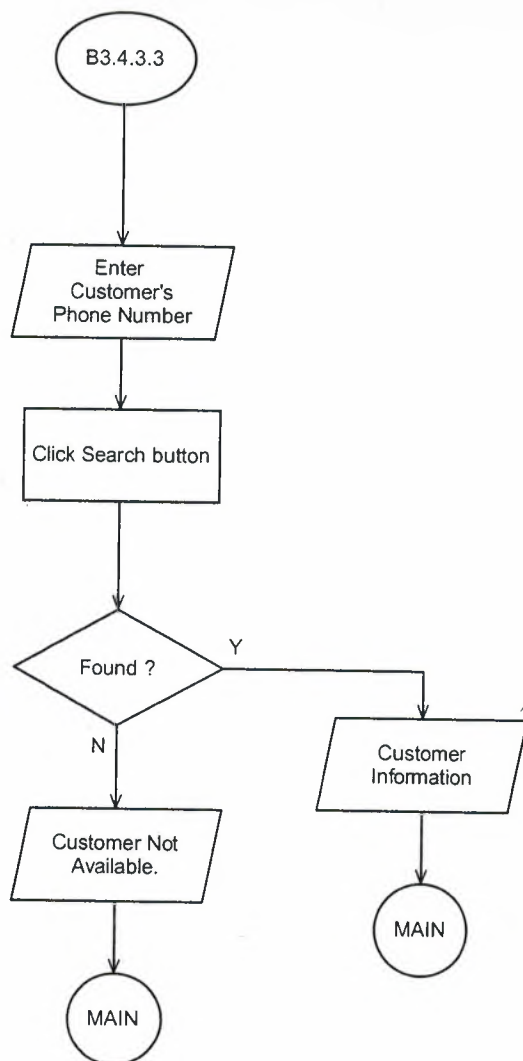 B3.4.3.3
Enter
Customer's
Phone Number
Click Search button
Found ?
Y
N
Customer
Information
Customer Not
Available.
MAIN
MAIN